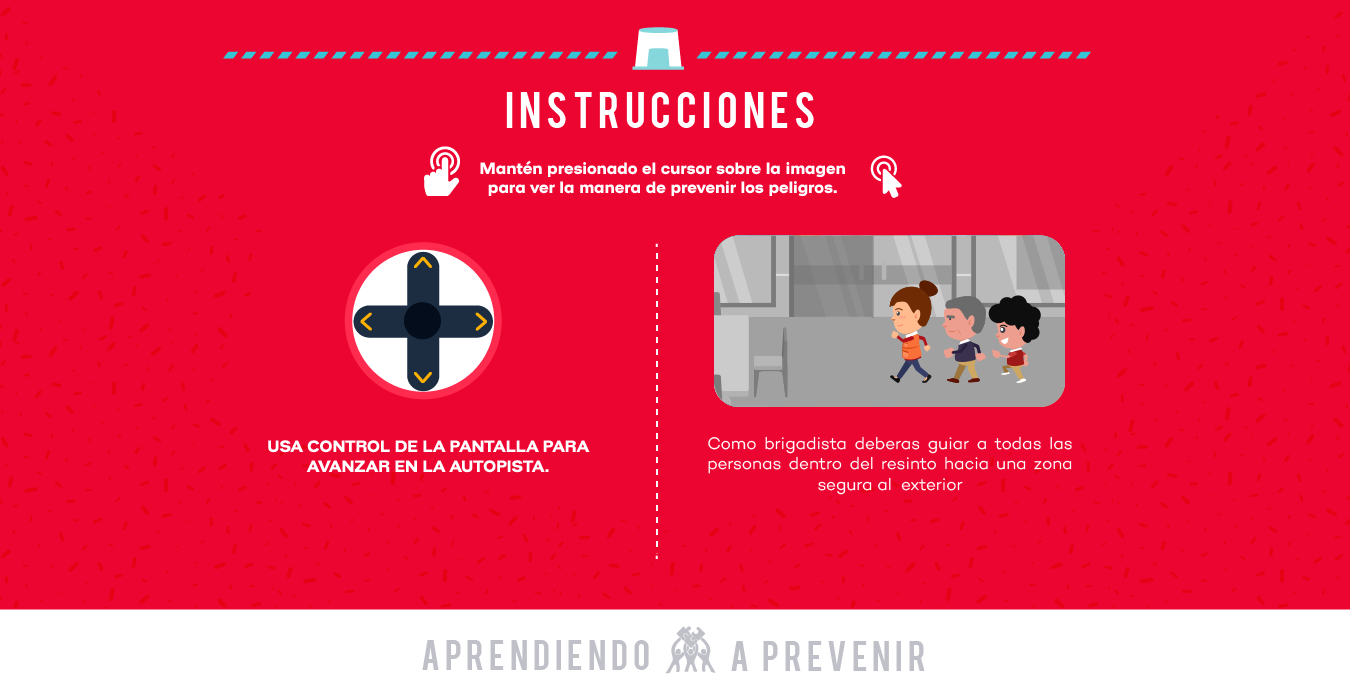 INSTRUCCIONES
Mantén presionado el cursor sobre la imagen
para ver la manera de prevenir los peligros.
USA CONTROL DE LA PANTALLA PARA
AVANZAR EN LA AUTOPISTA.
Como brigadista deberas guiar a todas las
personas dentro del resinto hacia una zona
segura al exterior
APRENDIENDO A PREVENIR